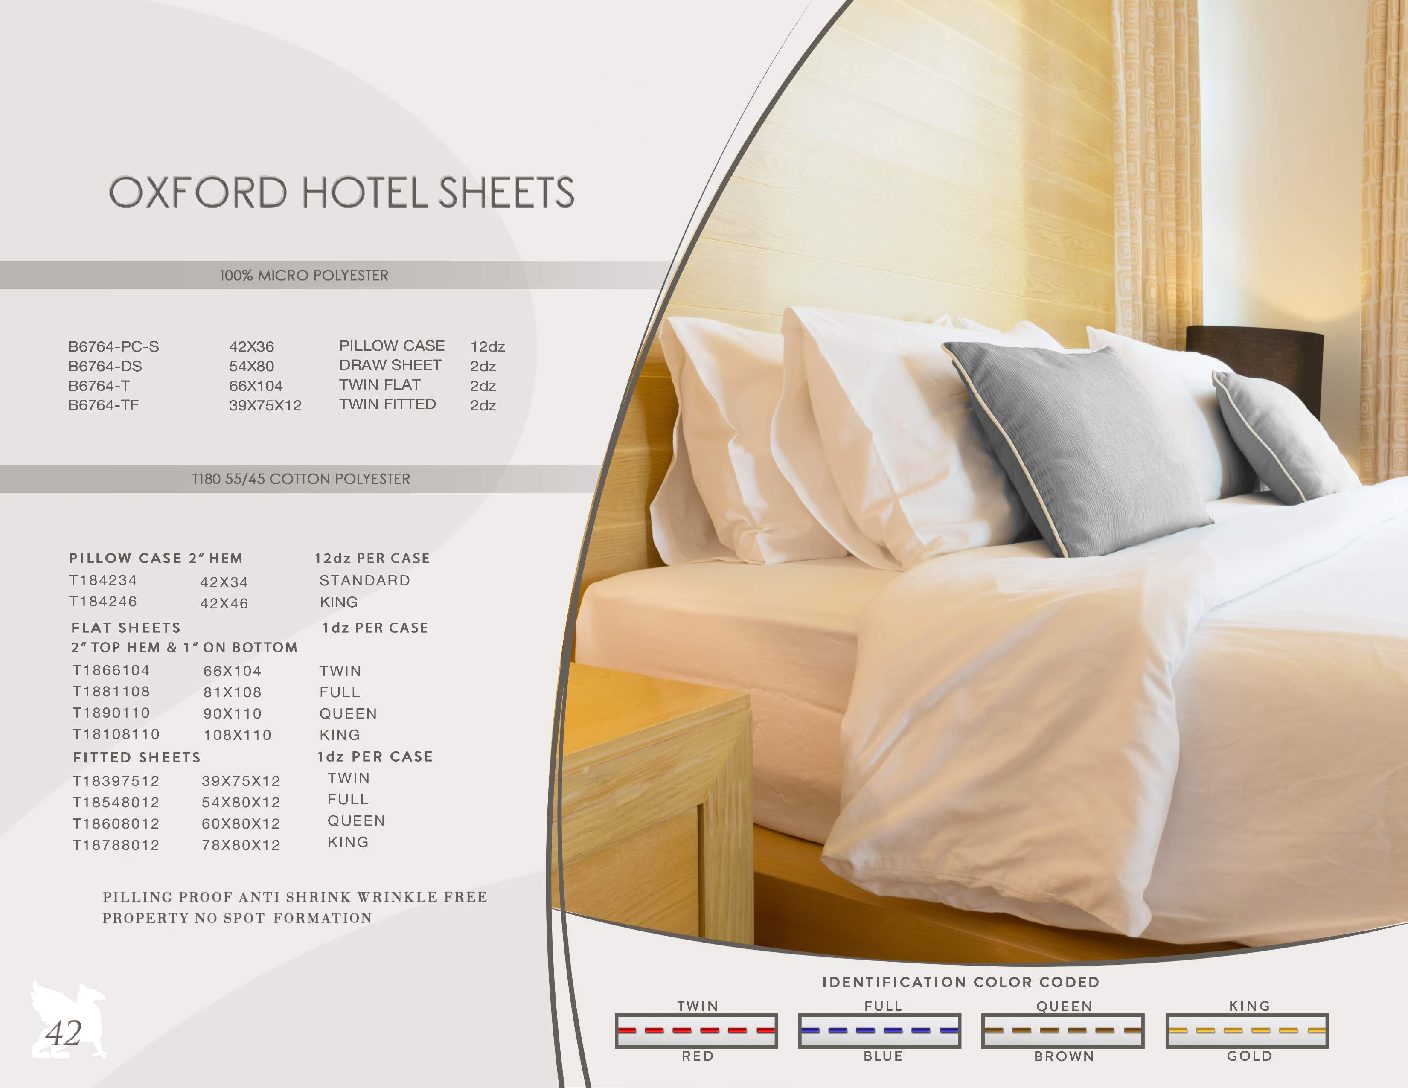 OXFORD HOTEL SHEETS
100% MICRO POLYESTER
B6764-PC-S 42X36 PILLOW CASE 12dz
B6764-DS 54X80 DRAW SHEET 2dz
B6764-T 66X104 TWIN FLAT 2dz
B6764-TF 39X75X12 TWIN FITTED 2dz
T180 55/45 COTTON POLYESTER
PILLOW CASE 2" HEM 12dz PER CASE
T184234 42X34 STANDARD
T184246 42X46 KING
FLAT SHEETS 1dz PER CASE
2" TOP HEM & 1" ON BOTTOM
T1866104 66X104 TWIN
T1881108 81X108 FULL
T1890110 90X110 QUEEN
T18108110 108X110 KING
FITTED SHEETS 1dz PER CASE
T18397512 39X75X12 TWIN
T18548012 54X80X12 FULL
T18608012 60X80X12 QUEEN
T18788012 78X80X12 KING
PILLING PROOF ANTI SHRINK WRINKLE FREE
PROPERTY NO SPOT FORMATION
42
IDENTIFICATION COLOR CODED
TWIN FULL QUEEN KING
RED BLUE BROWN GOLD